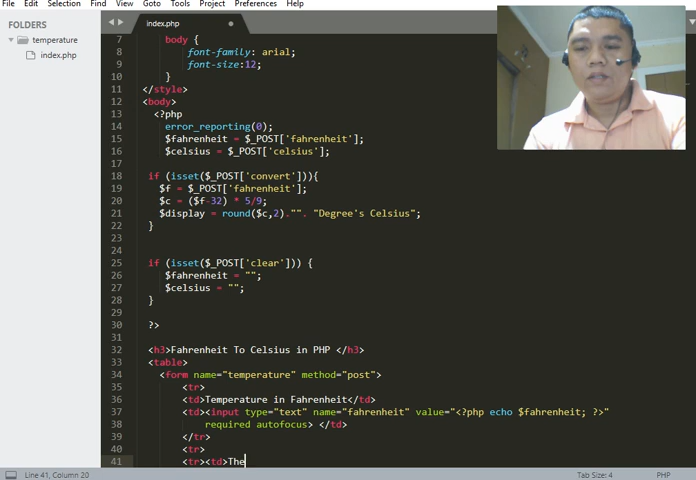 File Edit Selection Find View Goto Tools Project Preferences Help
FOLDERS
temperature
index.php
index.php
7 body {
8 font-family: arial;
9 font-size:12;
10 }
11 </style>
12 <body>
13 <?php
14 error_reporting(0);
15 $fahrenheit = $_POST['fahrenheit'];
16 $celsius = $_POST['celsius'];
17
18 if (isset($_POST['convert'])){
19 $f = $_POST['fahrenheit'];
20 $c = ($f-32) * 5/9;
21 $display = round($c,2)."". "Degree's Celsius";
22 }
23
24
25 if (isset($_POST['clear'])) {
26 $fahrenheit = "";
27 $celsius = "";
28 }
29
30 ?>
31
32 <h3>Fahrenheit To Celsius in PHP </h3>
33 <table>
34 <form name="temperature" method="post">
35 <tr>
36 <td>Temperature in Fahrenheit</td>
37 <td><input type="text" name="fahrenheit" value="<?php echo $fahrenheit; ?>"
38 required autofocus> </td>
39 </tr>
40 <tr>
41 <tr><td>The
Line 41, Column 20 Tab Size: 4 PHP